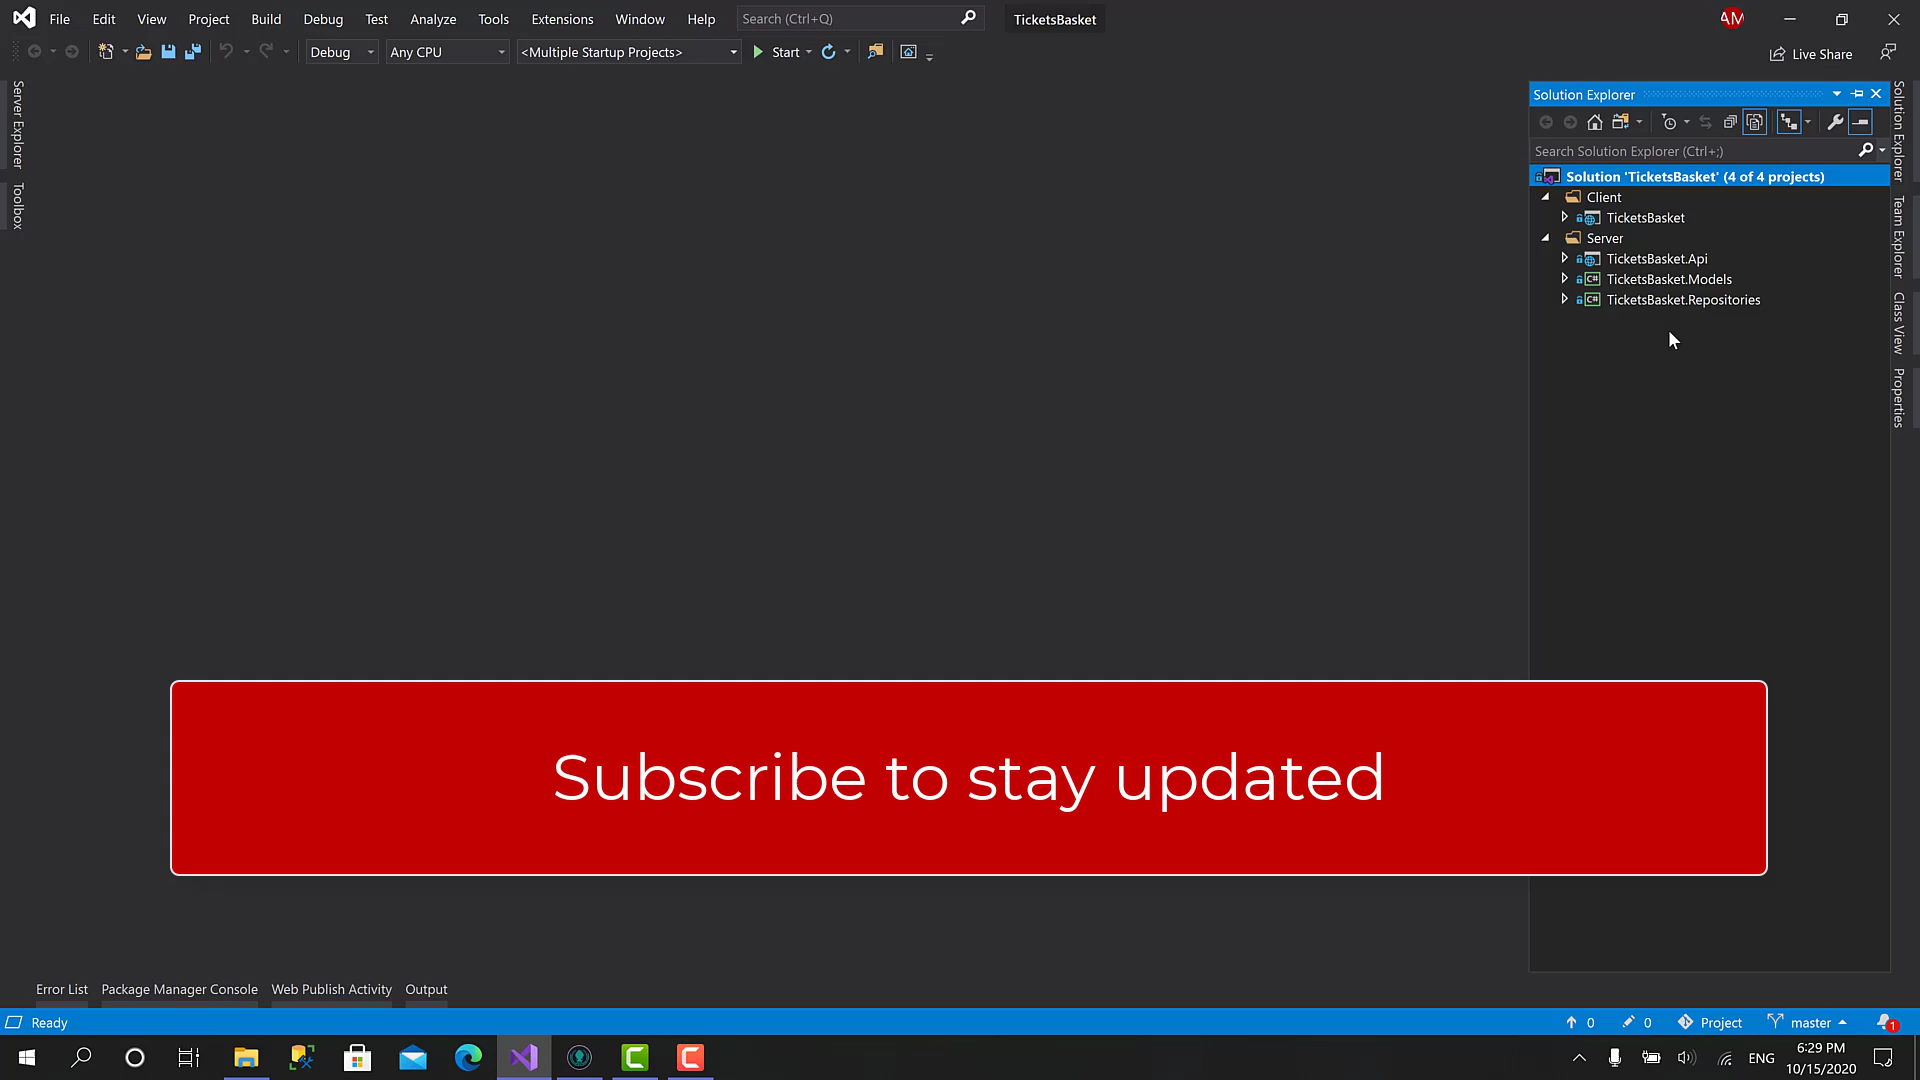 File Edit View Project Build Debug Test Analyze Tools Extensions Window Help Search (Ctrl+Q) TicketsBasket AM
Debug Any CPU <Multiple Startup Projects> Start Live Share
Server Explorer
Toolbox
Solution Explorer
Search Solution Explorer (Ctrl+;)
Solution 'TicketsBasket' (4 of 4 projects)
Client
TicketsBasket
Server
TicketsBasket.Api
C# TicketsBasket.Models
C# TicketsBasket.Repositories
Solution Explorer
Team Explorer
Class View
Properties
Subscribe to stay updated
Error List Package Manager Console Web Publish Activity Output
Ready 0 0 Project master 1
ENG 6:29 PM
10/15/2020